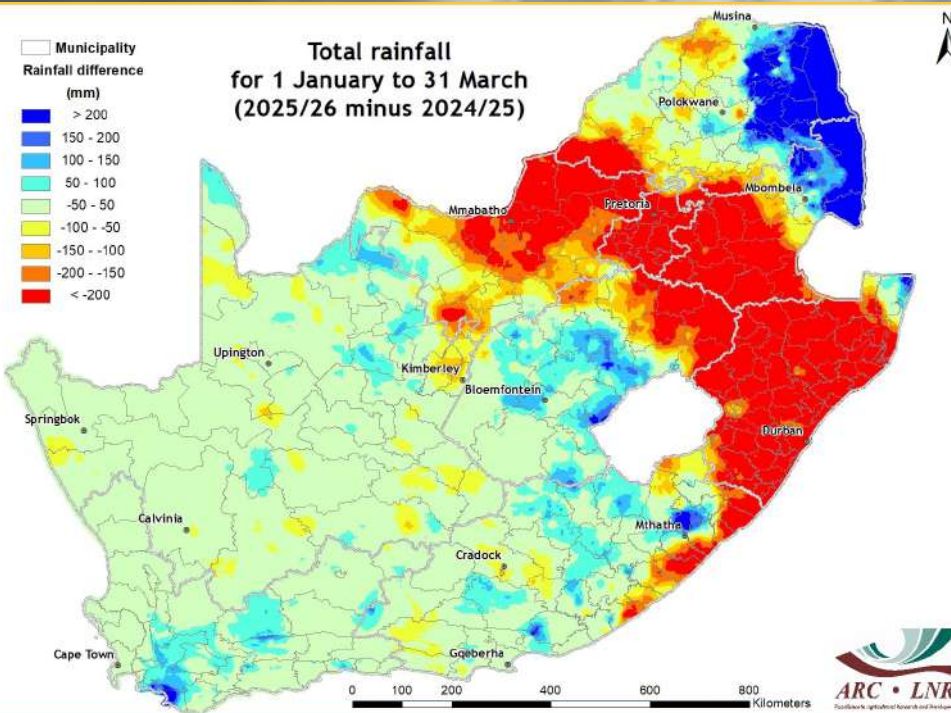 Total rainfall
for 1 January to 31 March
(2025/26 minus 2024/25)
N
Municipality
Rainfall difference
(mm)
> 200
150 - 200
100 - 150
50 - 100
-50 - 50
-100 - -50
-150 - -100
-200 - -150
< -200
Musina
Polokwane
Mbombela
Pretoria
Mmabatho
Upington
Kimberley
Bloemfontein
Springbok
Durban
Calvinia
Mthatha
Cradock
Cape Town
Gqeberha
0 100 200 400 600 800
Kilometers
ARC • LNR